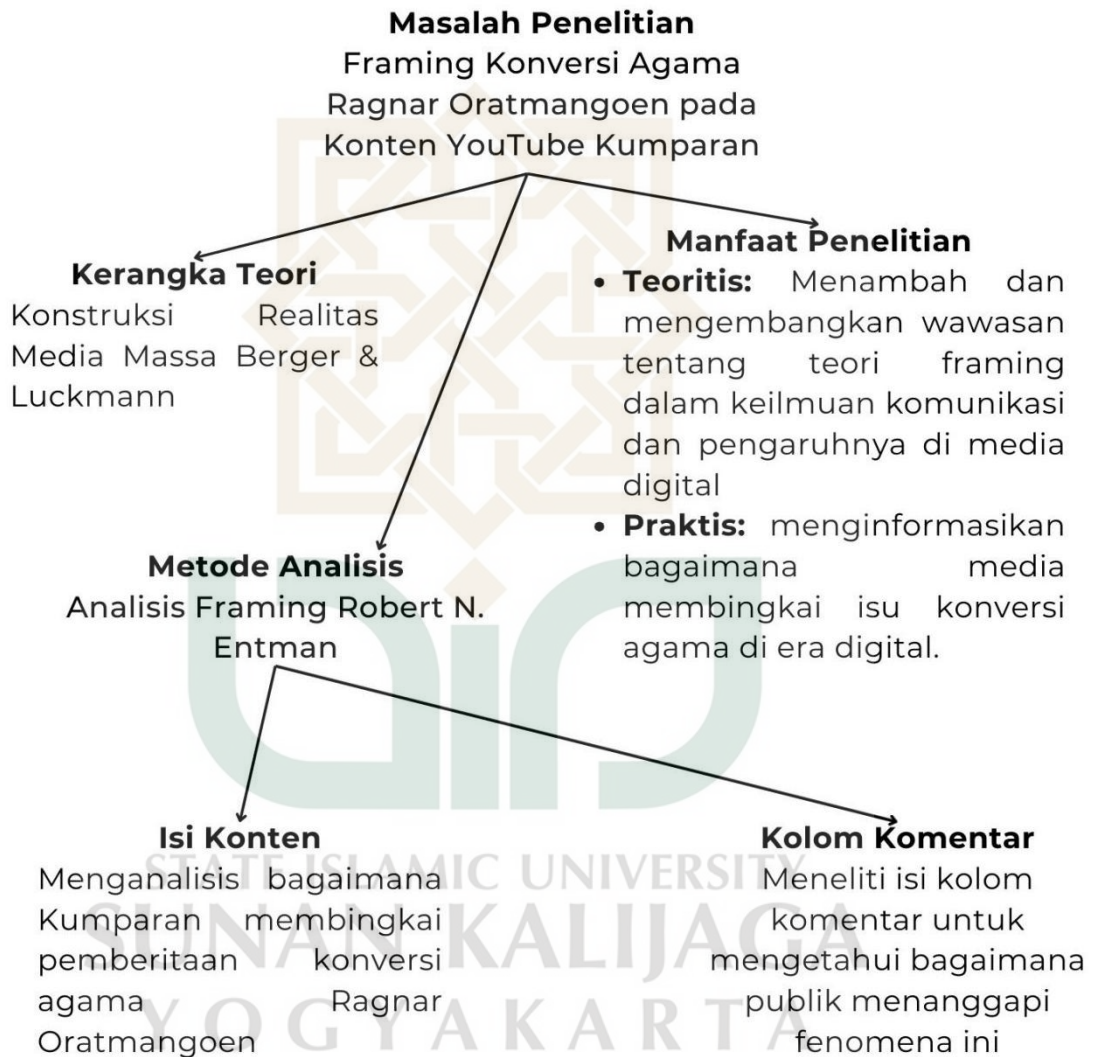 Masalah Penelitian
Framing Konversi Agama
Ragnar Oratmangoen pada
Konten YouTube Kumparan
Kerangka Teori
Konstruksi Realitas
Media Massa Berger &
Luckmann
Manfaat Penelitian
• Teoritis: Menambah dan
mengembangkan wawasan
tentang teori framing
dalam keilmuan komunikasi
dan pengaruhnya di media
digital
• Praktis: menginformasikan
bagaimana media
membingkai isu konversi
agama di era digital.
Metode Analisis
Analisis Framing Robert N.
Entman
Isi Konten
Menganalisis bagaimana
Kumparan membingkai
pemberitaan konversi
agama Ragnar
Oratmangoen
Kolom Komentar
Meneliti isi kolom
komentar untuk
mengetahui bagaimana
publik menanggapi
fenomena ini
STATE ISLAMIC UNIVERSITY
SUNAN KALIJAGA
YOGYAKARTA